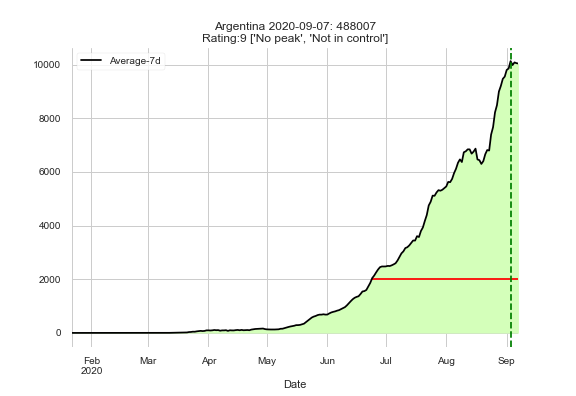 Argentina 2020-09-07: 488007
Rating:9 ['No peak', 'Not in control']
Average-7d
10000
8000
6000
4000
2000
0
Feb Mar Apr May Jun Jul Aug Sep
2020
Date